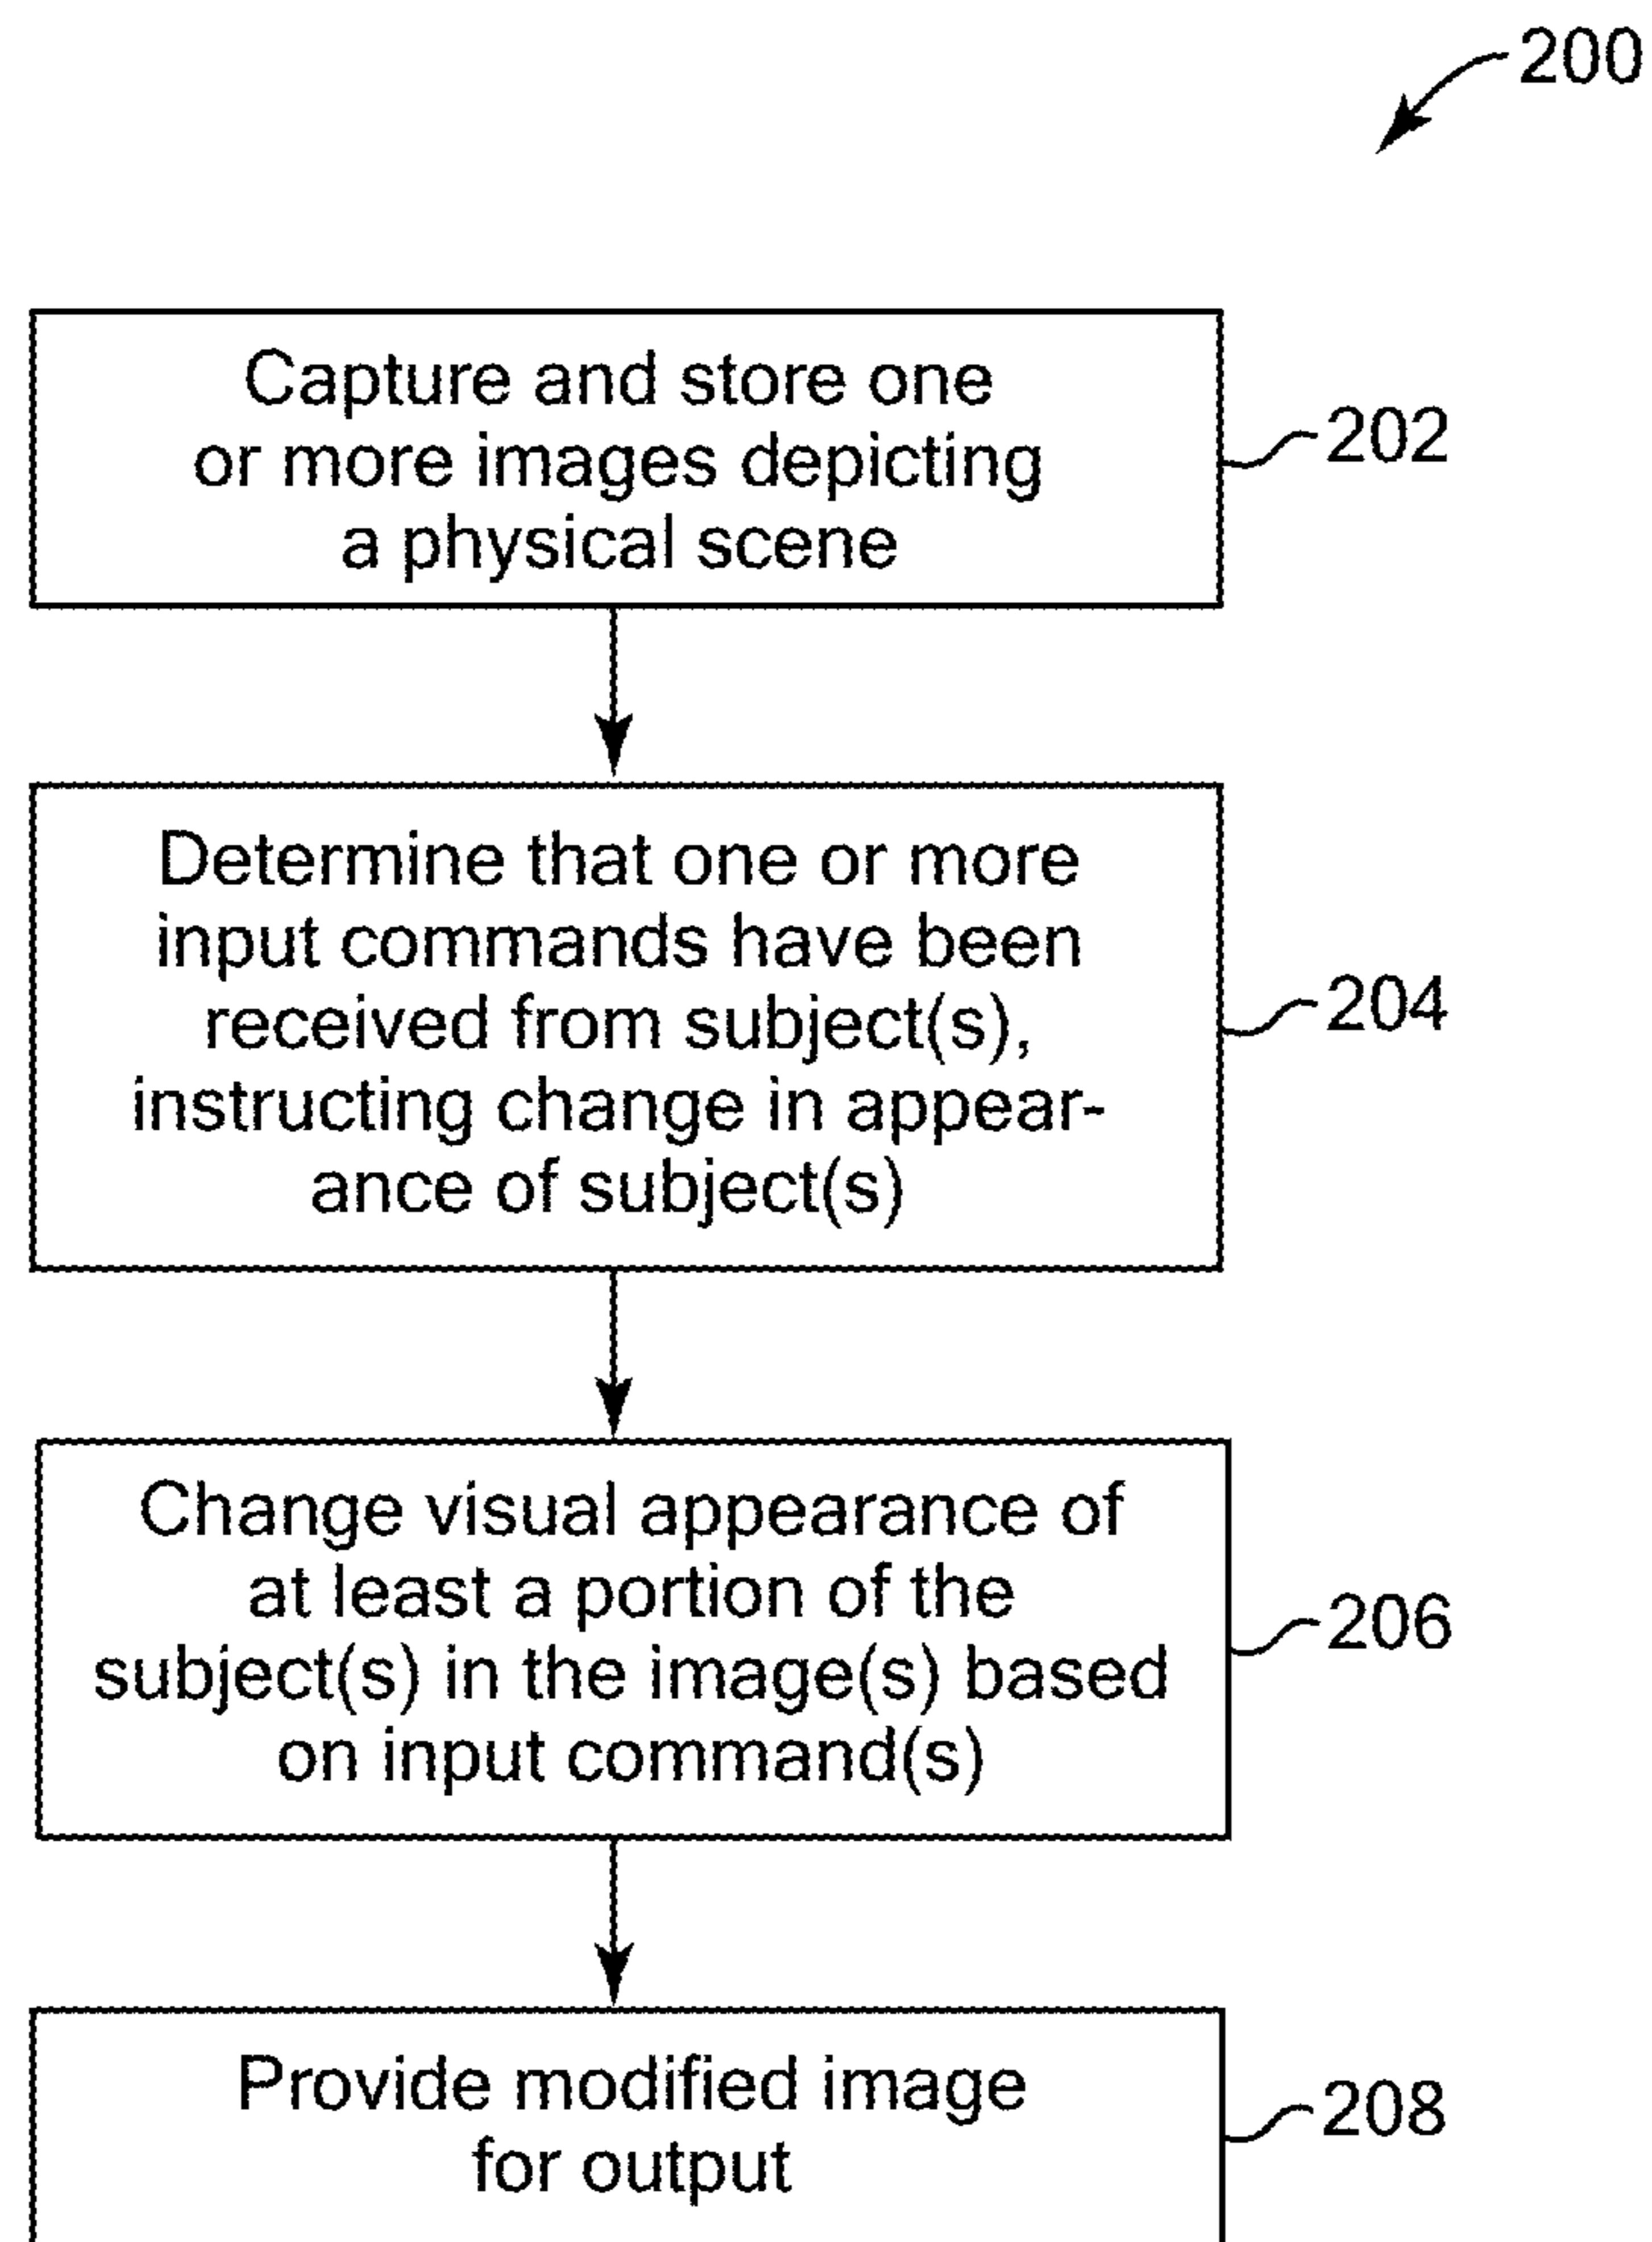 200
Capture and store one
or more images depicting
a physical scene
202
Determine that one or more
input commands have been
received from subject(s),
instructing change in appear-
ance of subject(s)
204
Change visual appearance of
at least a portion of the
subject(s) in the image(s) based
on input command(s)
206
Provide modified image
for output
208